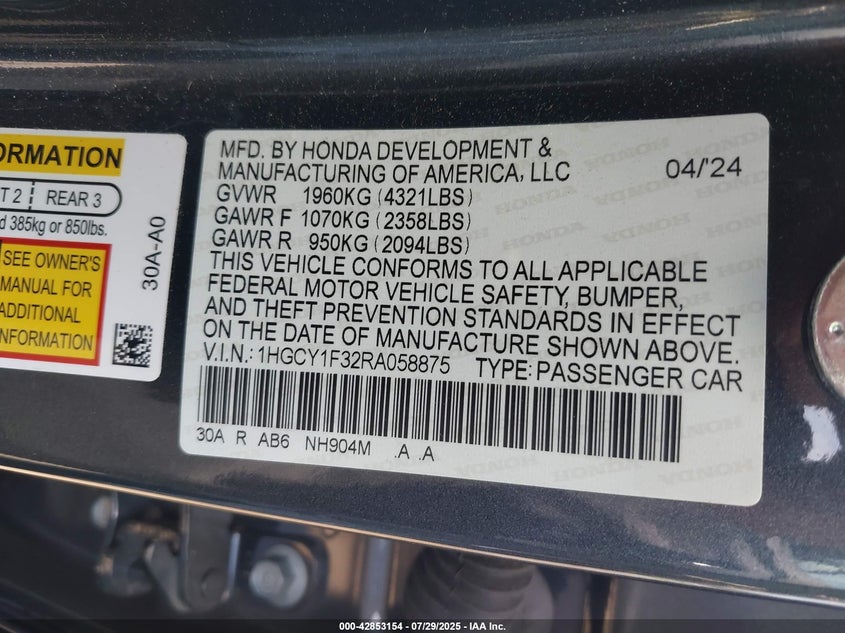 ORMATION
T 2 REAR 3
d 385kg or 850lbs.
SEE OWNER'S
MANUAL FOR
ADDITIONAL
INFORMATION
30A-A0
MFD. BY HONDA DEVELOPMENT &
MANUFACTURING OF AMERICA, LLC 04/'24
GVWR 1960KG (4321LBS)
GAWR F 1070KG (2358LBS)
GAWR R 950KG (2094LBS)
THIS VEHICLE CONFORMS TO ALL APPLICABLE
FEDERAL MOTOR VEHICLE SAFETY, BUMPER,
AND THEFT PREVENTION STANDARDS IN EFFECT
ON THE DATE OF MANUFACTURE SHOWN ABOVE.
V.I.N.: 1HGCY1F32RA058875 TYPE: PASSENGER CAR
30A R AB6 NH904M .A .A
000-42853154 | 07/29/2025 - IAA Inc.